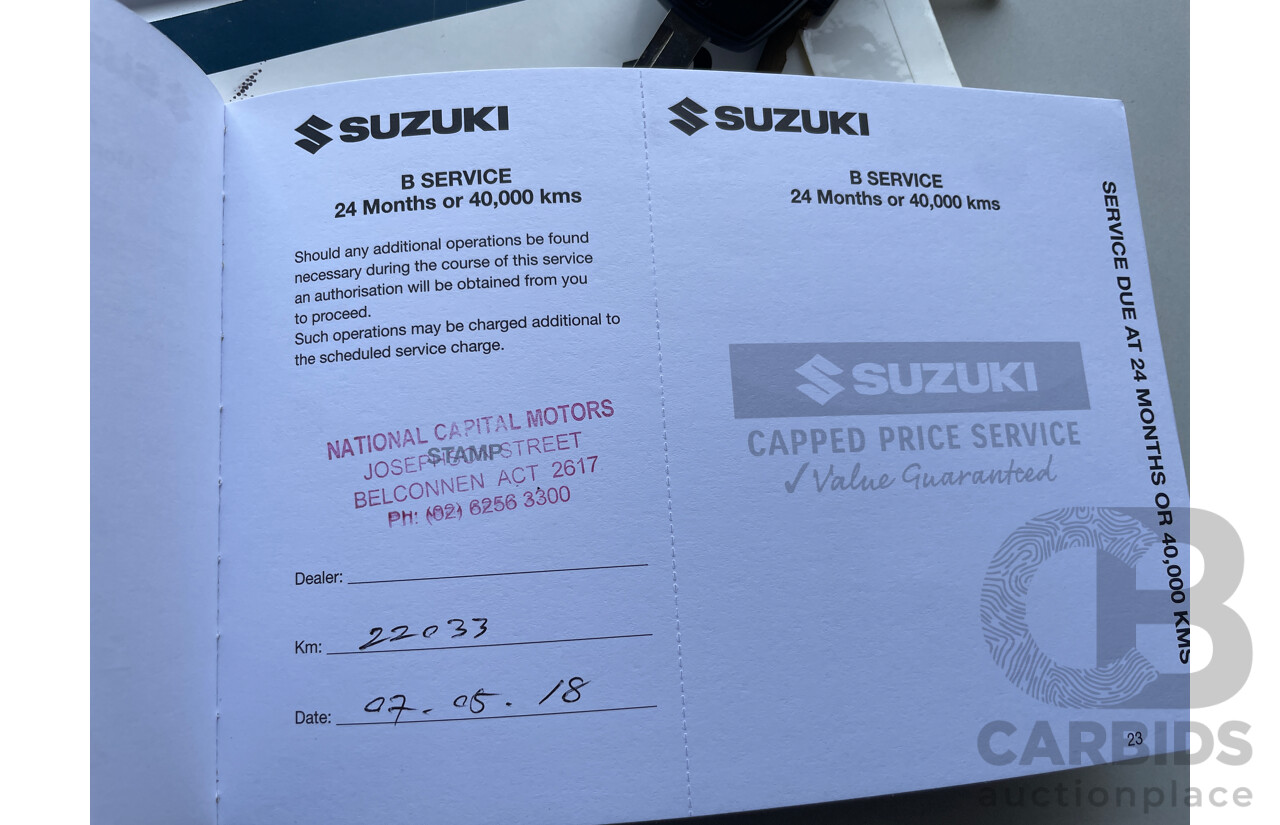 SUZUKI
B SERVICE
24 Months or 40,000 kms
Should any additional operations be found
necessary during the course of this service
an authorisation will be obtained from you
to proceed.
Such operations may be charged additional to
the scheduled service charge.
NATIONAL CAPITAL MOTORS
STAMP
STREET
BELCONNEN ACT 2617
PH: (02) 6256 3300
Dealer:
Km: 22033
Date: 07.05.18
SUZUKI
B SERVICE
24 Months or 40,000 kms
SUZUKI
CAPPED PRICE SERVICE
✓Value Guaranteed
SERVICE DUE AT 24 MONTHS OR 40,000 KMS
23
CB
CARBIDS
auctionplace